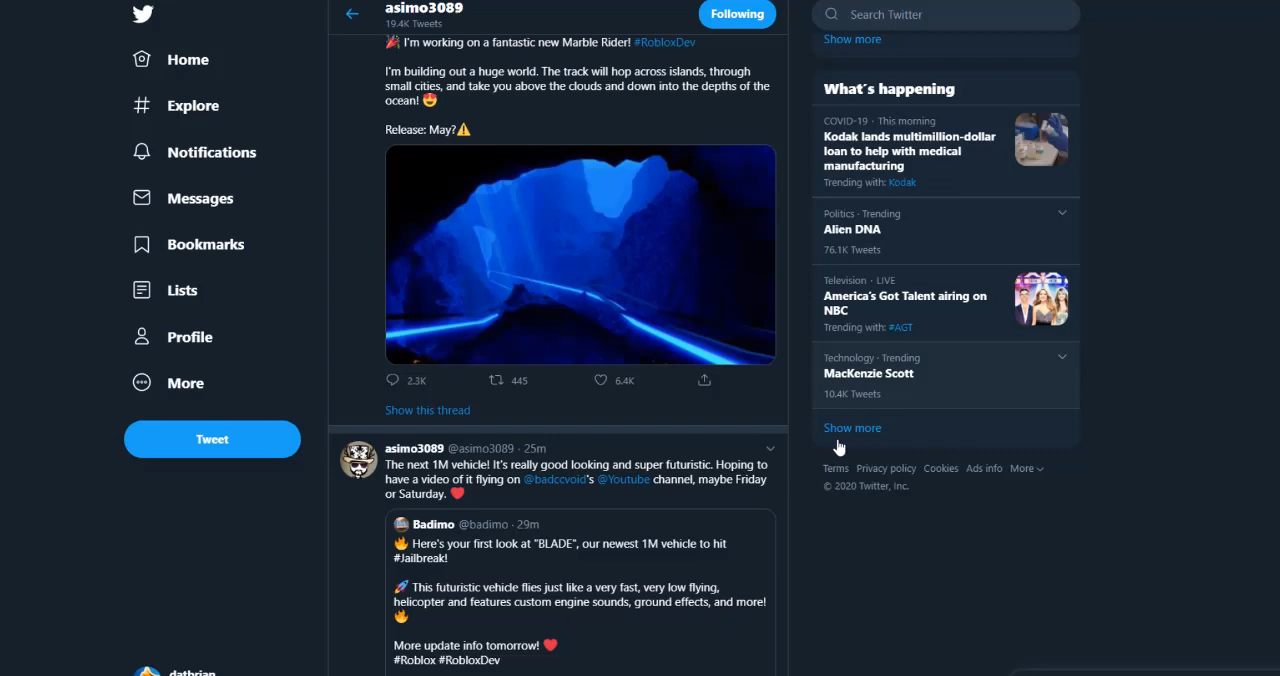 Home
Explore
Notifications
Messages
Bookmarks
Lists
Profile
More
Tweet
dathrian
asimo3089
19.4K Tweets
Following
🎉 I'm working on a fantastic new Marble Rider! #RobloxDev
I'm building out a huge world. The track will hop across islands, through
small cities, and take you above the clouds and down into the depths of the
ocean! 😍
Release: May?⚠️
2.3K 445 6.4K
Show this thread
asimo3089 @asimo3089 · 25m
The next 1M vehicle! It's really good looking and super futuristic. Hoping to
have a video of it flying on @badccvoid's @Youtube channel, maybe Friday
or Saturday. ❤️
Badimo @badimo · 29m
🔥 Here's your first look at "BLADE", our newest 1M vehicle to hit
#Jailbreak!
🚀 This futuristic vehicle flies just like a very fast, very low flying,
helicopter and features custom engine sounds, ground effects, and more!
🔥
More update info tomorrow! ❤️
#Roblox #RobloxDev
Search Twitter
Show more
What's happening
COVID-19 · This morning
Kodak lands multimillion-dollar
loan to help with medical
manufacturing
Trending with: Kodak
Politics · Trending
Alien DNA
76.1K Tweets
Television · LIVE
America's Got Talent airing on
NBC
Trending with: #AGT
Technology · Trending
MacKenzie Scott
10.4K Tweets
Show more
Terms Privacy policy Cookies Ads info More
© 2020 Twitter, Inc.